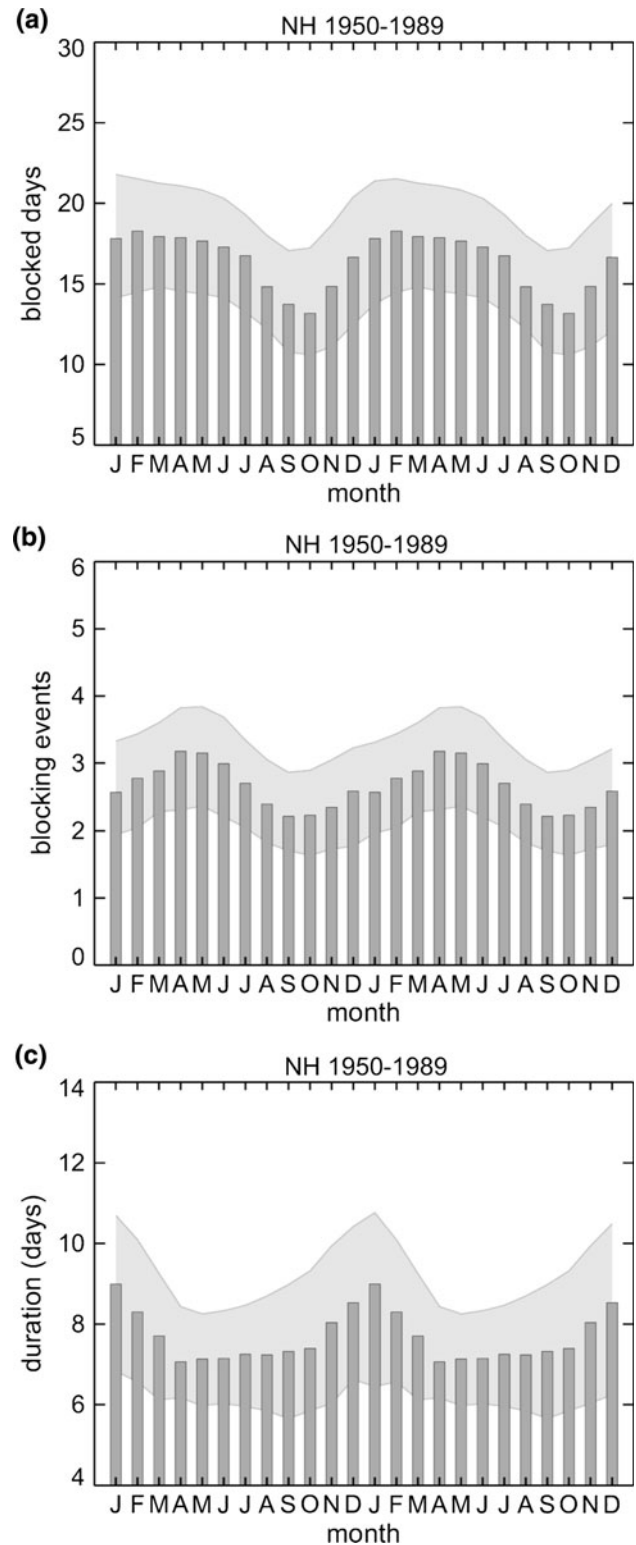 (a)
NH 1950-1989
30
25
20
15
10
5
blocked days
J F M A M J J A S O N D J F M A M J J A S O N D
month
(b)
NH 1950-1989
6
5
4
3
2
1
0
blocking events
J F M A M J J A S O N D J F M A M J J A S O N D
month
(c)
NH 1950-1989
14
12
10
8
6
4
duration (days)
J F M A M J J A S O N D J F M A M J J A S O N D
month